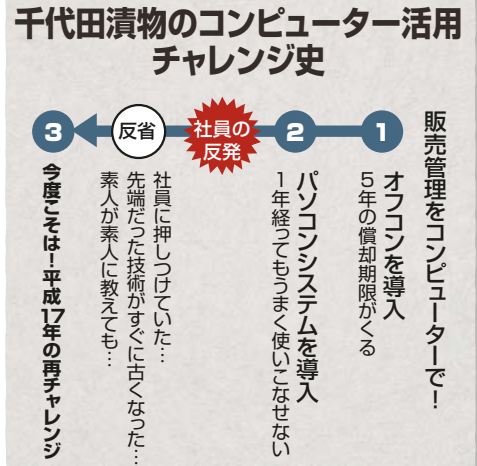 千代田漬物のコンピューター活用
チャレンジ史
販売管理をコンピューターで！
1
オフコンを導入
5年の償却期限がくる
2
パソコンシステムを導入
1年経ってもうまく使いこなせない
社員の
反発
反省
社員に押しつけていた…
先端だった技術がすぐに古くなった…
素人が素人に教えても…
3
今度こそは！平成17年の再チャレンジ